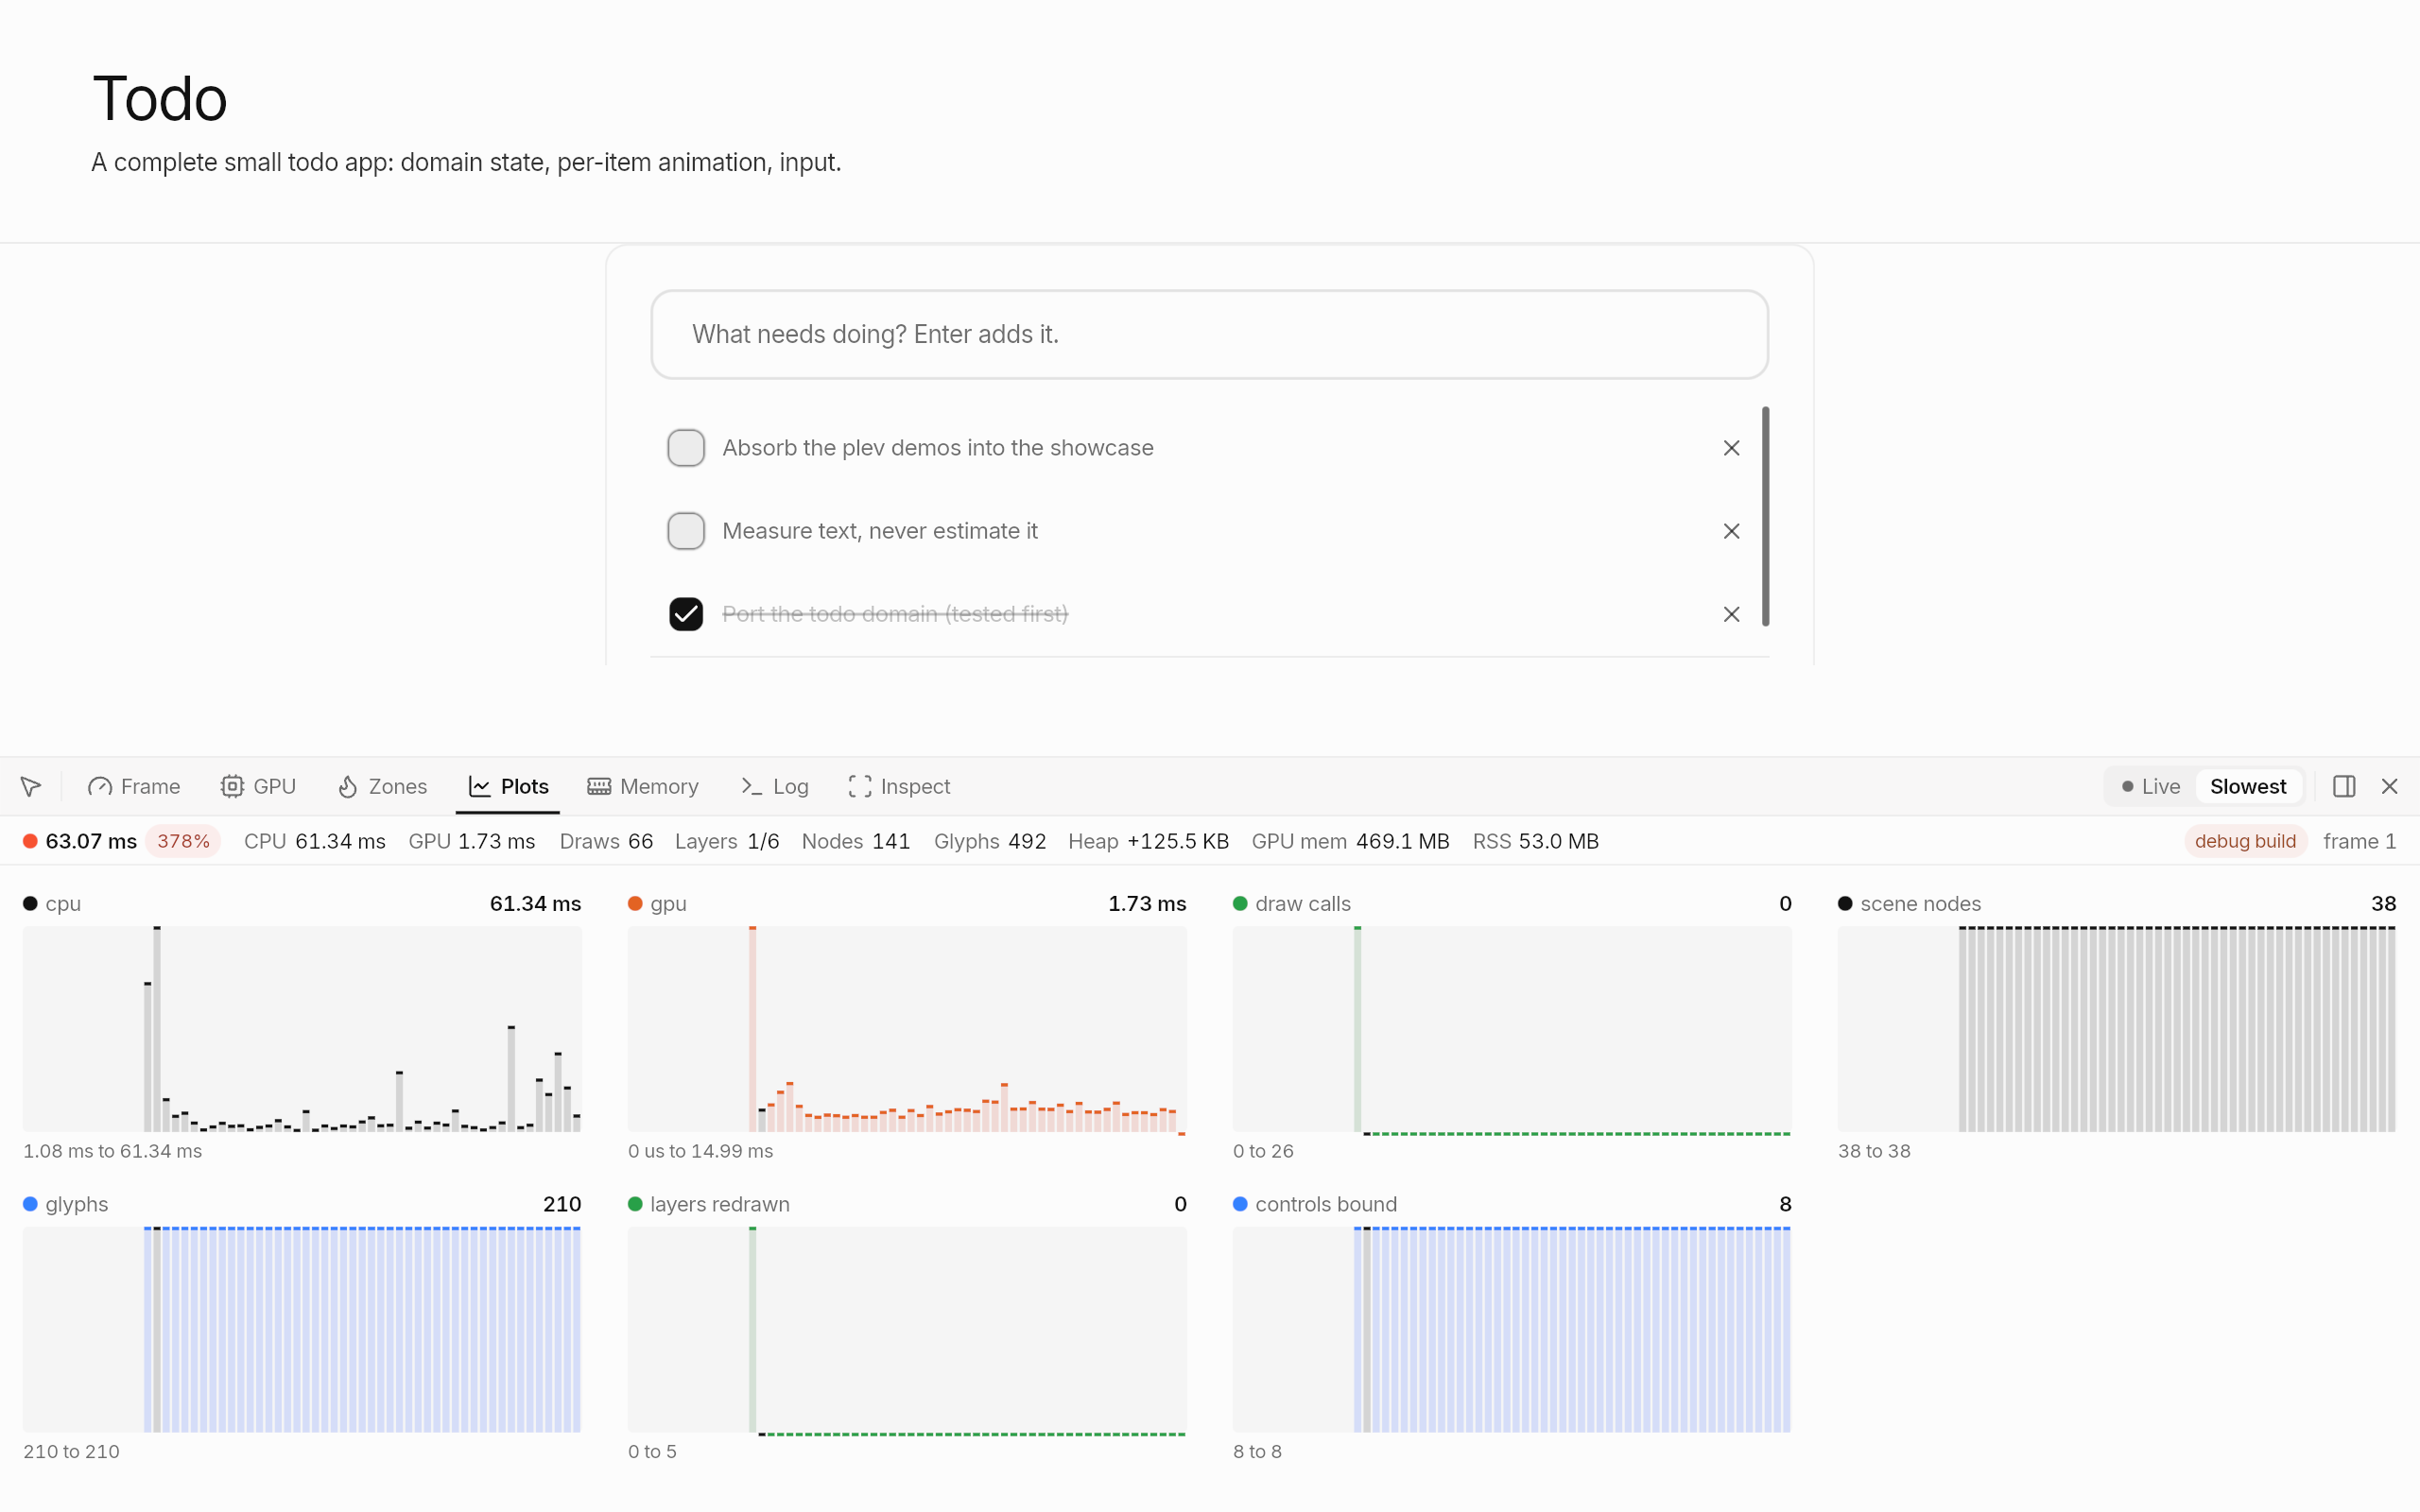 Todo
A complete small todo app: domain state, per-item animation, input.
What needs doing? Enter adds it.
Absorb the plev demos into the showcase
Measure text, never estimate it
Port the todo domain (tested first)
Frame GPU Zones Plots Memory Log Inspect Live Slowest
63.07 ms 378% CPU 61.34 ms GPU 1.73 ms Draws 66 Layers 1/6 Nodes 141 Glyphs 492 Heap +125.5 KB GPU mem 469.1 MB RSS 53.0 MB debug build frame 1
cpu 61.34 ms gpu 1.73 ms draw calls 0 scene nodes 38
1.08 ms to 61.34 ms 0 us to 14.99 ms 0 to 26 38 to 38
glyphs 210 layers redrawn 0 controls bound 8
210 to 210 0 to 5 8 to 8